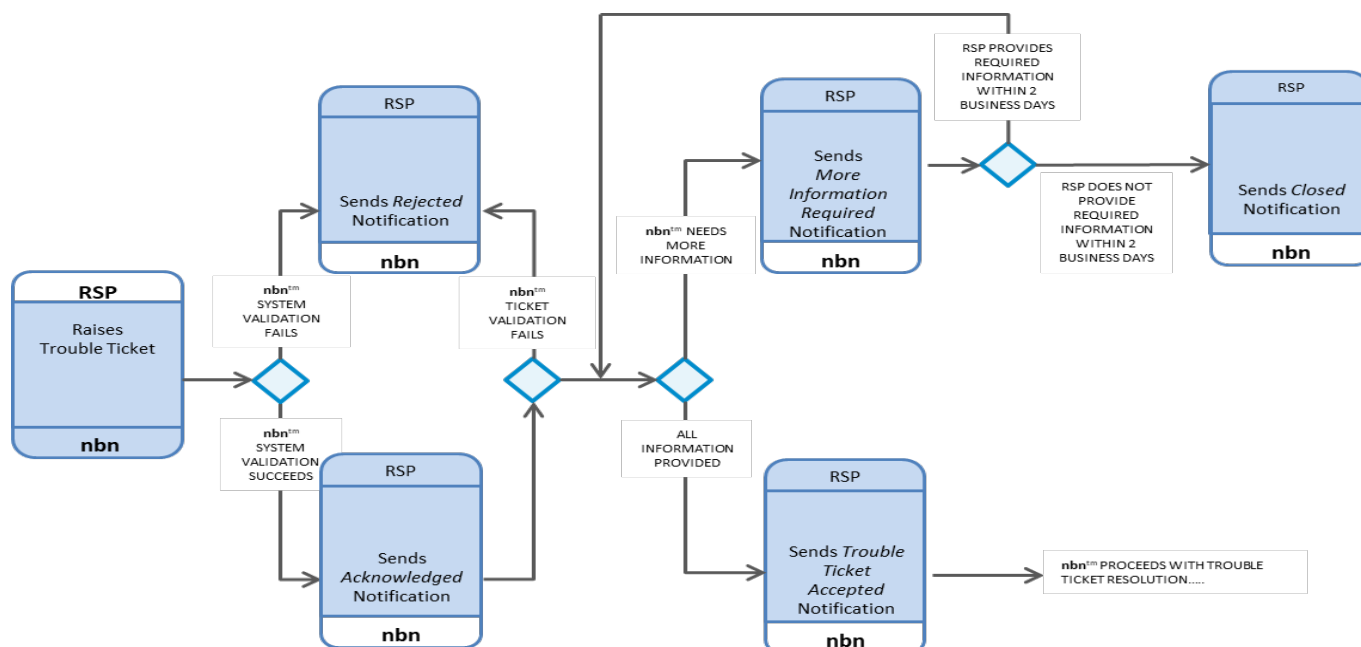 RSP
Raises
Trouble Ticket
nbn
nbn™
SYSTEM
VALIDATION
FAILS
nbn™
SYSTEM
VALIDATION
SUCCEEDS
RSP
Sends Rejected
Notification
nbn
RSP
Sends
Acknowledged
Notification
nbn
nbn™
TICKET
VALIDATION
FAILS
nbn™ NEEDS
MORE
INFORMATION
ALL
INFORMATION
PROVIDED
RSP
Sends
More
Information
Required
Notification
nbn
RSP
Sends Trouble
Ticket
Accepted
Notification
nbn
RSP PROVIDES
REQUIRED
INFORMATION
WITHIN 2
BUSINESS DAYS
RSP DOES NOT
PROVIDE
REQUIRED
INFORMATION
WITHIN 2
BUSINESS DAYS
RSP
Sends Closed
Notification
nbn
nbn™ PROCEEDS WITH TROUBLE
TICKET RESOLUTION.....